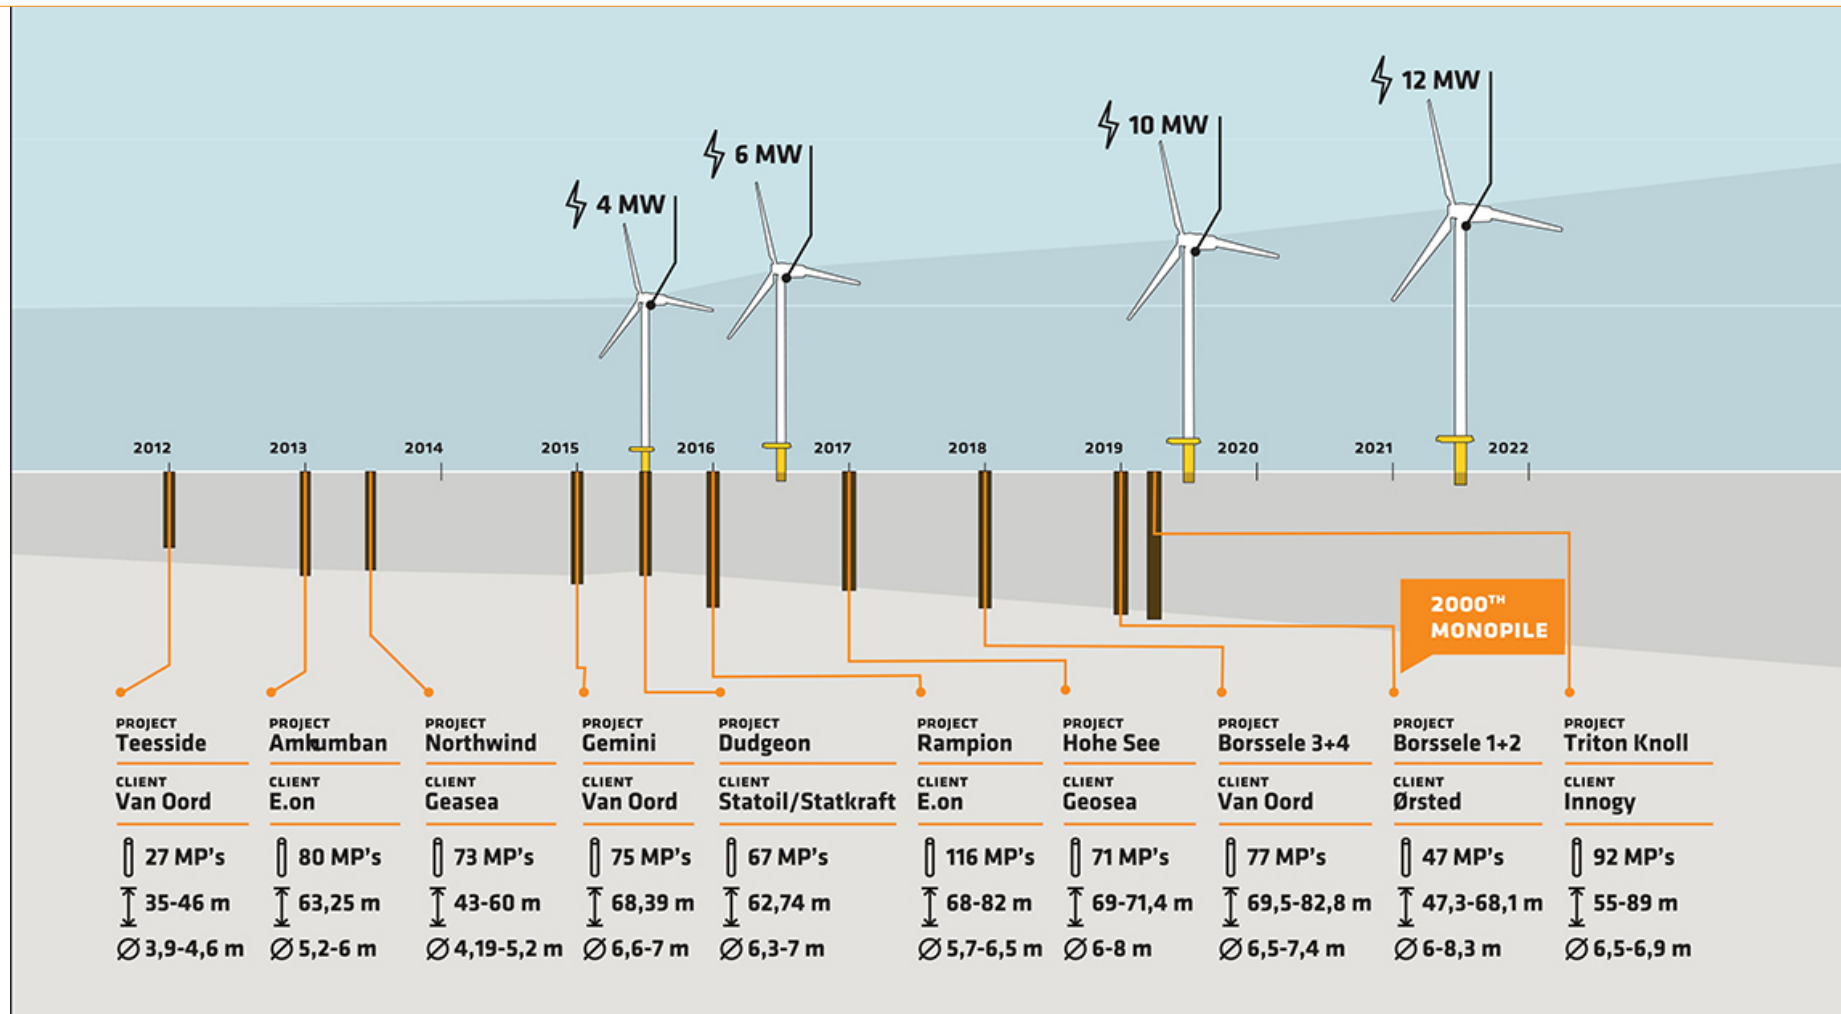 12 MW
10 MW
6 MW
4 MW
2012 2013 2014 2015 2016 2017 2018 2019 2020 2021 2022
2000TH
MONOPILE
PROJECT
Teesside
CLIENT
Van Oord
27 MP's
35-46 m
Ø 3,9-4,6 m
PROJECT
Amkumban
CLIENT
E.on
80 MP's
63,25 m
Ø 5,2-6 m
PROJECT
Northwind
CLIENT
Geasea
73 MP's
43-60 m
Ø 4,19-5,2 m
PROJECT
Gemini
CLIENT
Van Oord
75 MP's
68,39 m
Ø 6,6-7 m
PROJECT
Dudgeon
CLIENT
Statoil/Statkraft
67 MP's
62,74 m
Ø 6,3-7 m
PROJECT
Rampion
CLIENT
E.on
116 MP's
68-82 m
Ø 5,7-6,5 m
PROJECT
Hohe See
CLIENT
Geosea
71 MP's
69-71,4 m
Ø 6-8 m
PROJECT
Borssele 3+4
CLIENT
Van Oord
77 MP's
69,5-82,8 m
Ø 6,5-7,4 m
PROJECT
Borssele 1+2
CLIENT
Ørsted
47 MP's
47,3-68,1 m
Ø 6-8,3 m
PROJECT
Triton Knoll
CLIENT
Innogy
92 MP's
55-89 m
Ø 6,5-6,9 m